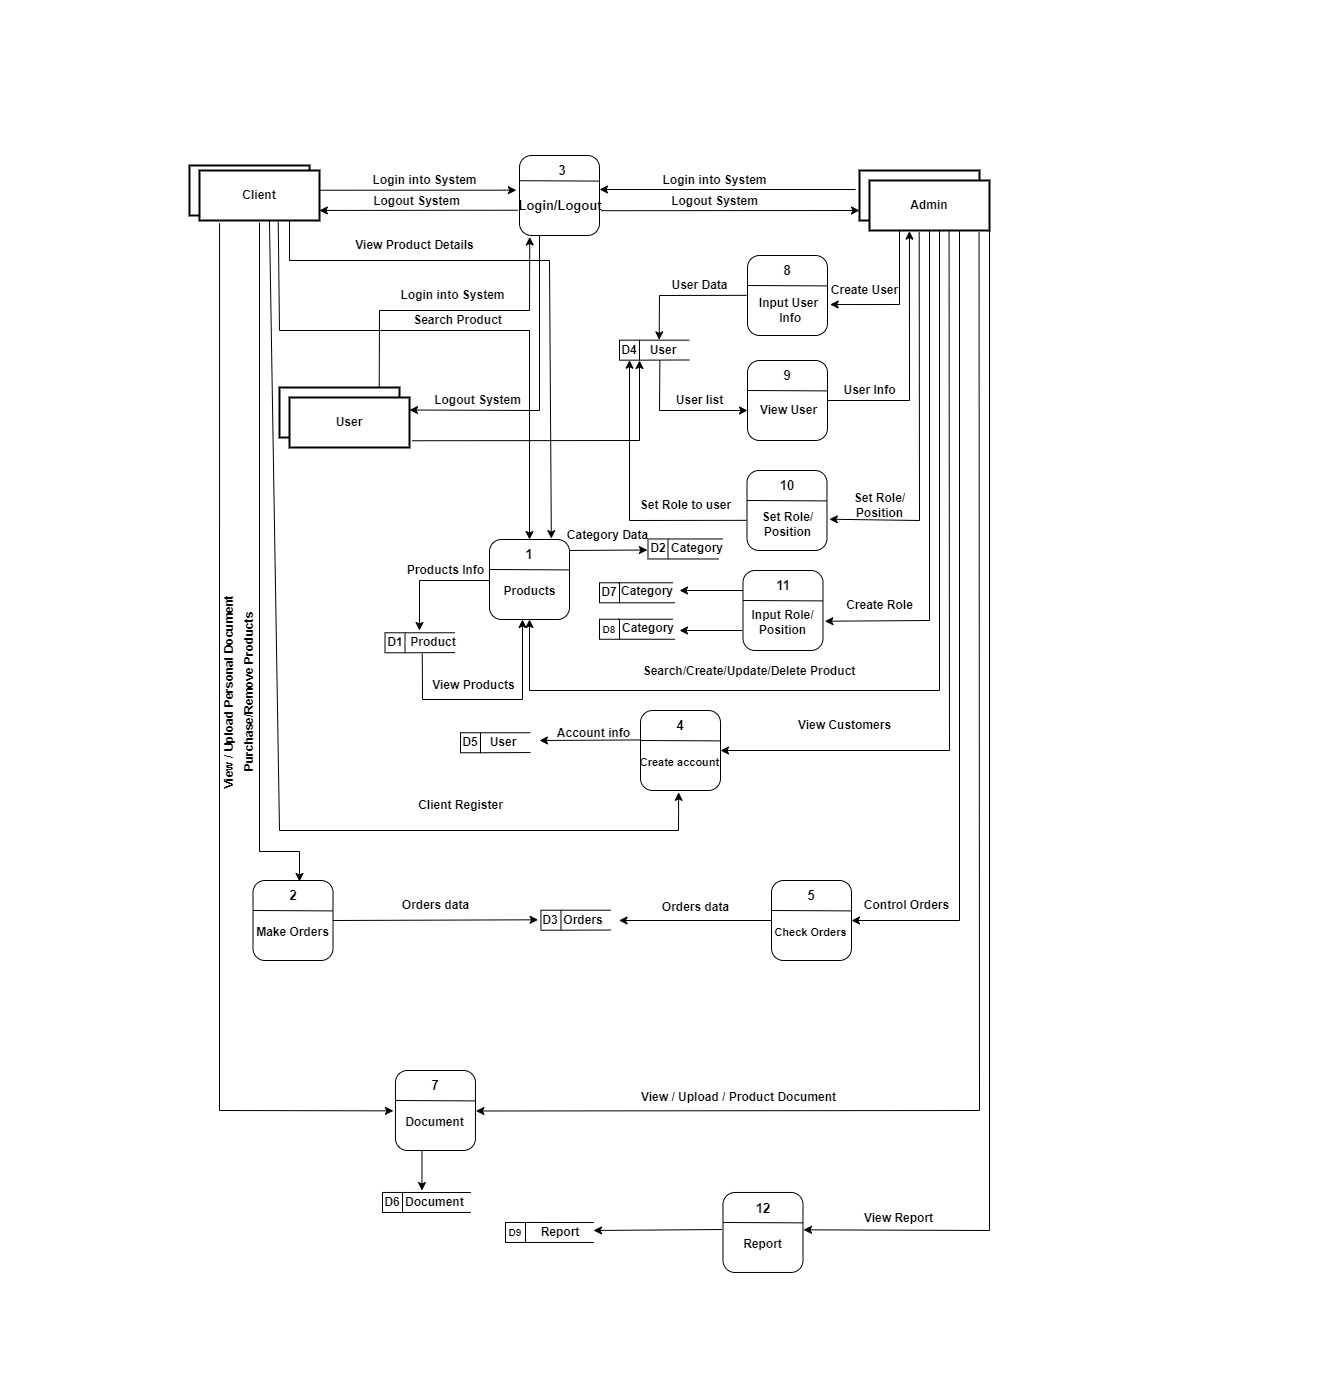 3
Client
Login into System
Login into System
Logout System
Login/Logout
Logout System
Admin
View Product Details
8
User Data
Create User
Input User
Info
Login into System
Search Product
D4 User
9
User Info
View User
User list
Logout System
User
10
Set Role to user
Set Role/
Position
Set Role/
Position
Category Data
D2 Category
1
Products
Products Info
11
D7 Category
Input Role/
Position
Create Role
D8 Category
D1 Product
View / Upload Personal Document
Purchase/Remove Products
Search/Create/Update/Delete Product
View Products
4
View Customers
Account info
D5 User
Create account
Client Register
2
Make Orders
Orders data
D3 Orders
Orders data
5
Check Orders
Control Orders
7
Document
View / Upload / Product Document
D6 Document
12
Report
View Report
D9 Report